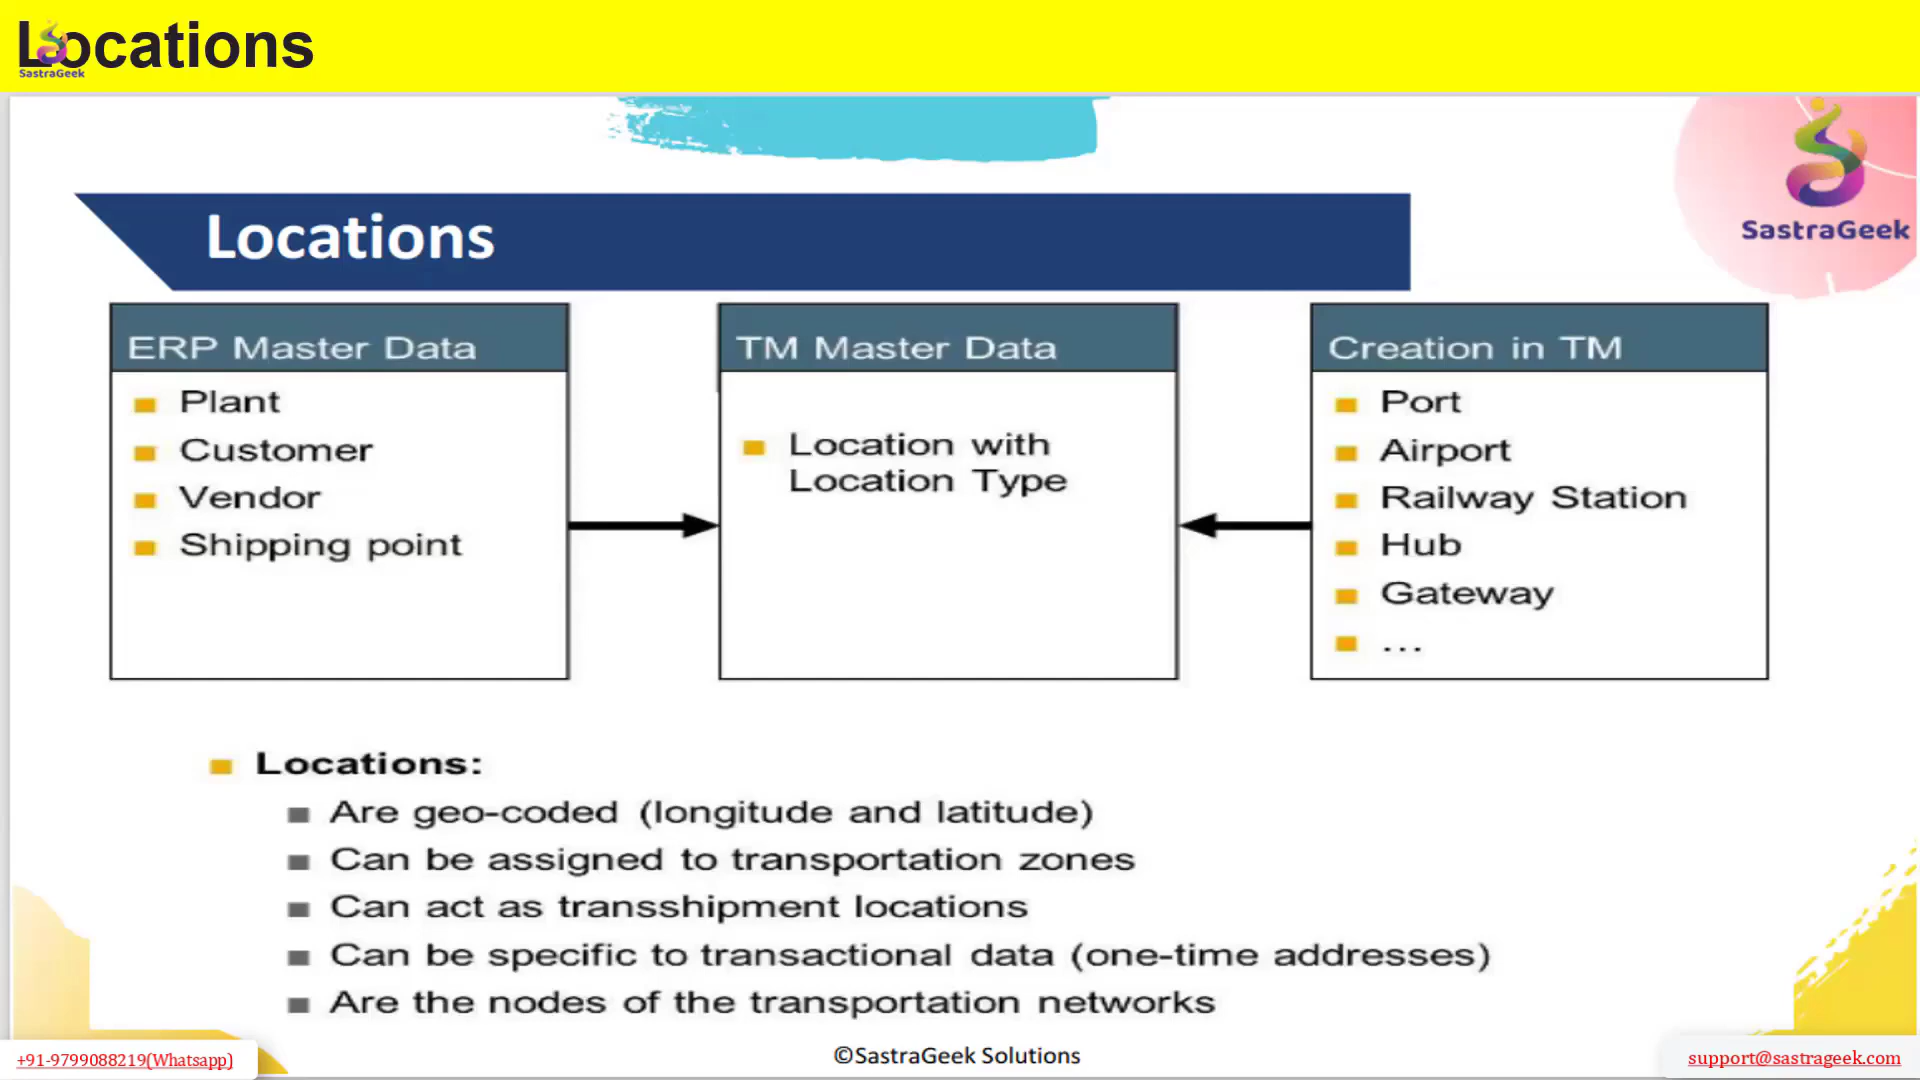 Locations
SastraGeek
SastraGeek
Locations
ERP Master Data
Plant
Customer
Vendor
Shipping point
TM Master Data
Location with
Location Type
Creation in TM
Port
Airport
Railway Station
Hub
Gateway
...
Locations:
Are geo-coded (longitude and latitude)
Can be assigned to transportation zones
Can act as transshipment locations
Can be specific to transactional data (one-time addresses)
Are the nodes of the transportation networks
+91-9799088219(Whatsapp)
©SastraGeek Solutions
support@sastrageek.com